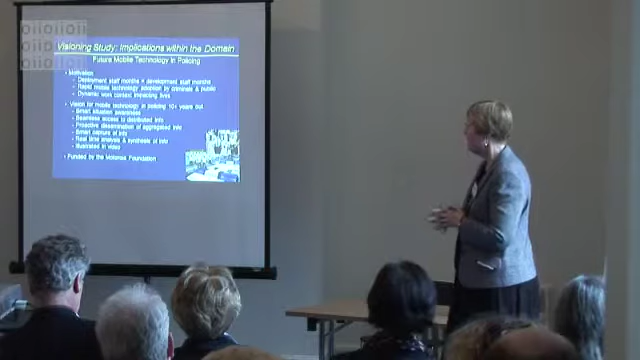 Visioning Study: Implications within the Domain
Future Mobile Technology in Policing
• Motivation
– Deployment staff months = development staff months
– Rapid mobile technology adoption by criminals & public
– Dynamic work context impacting lives
• Vision for mobile technology in policing 10+ years out
– Smart situation awareness
– Seamless access to distributed info
– Proactive dissemination of aggregated info
– Smart capture of info
– Real time analysis & synthesis of info
– Illustrated in video
• Funded by the Motorola Foundation